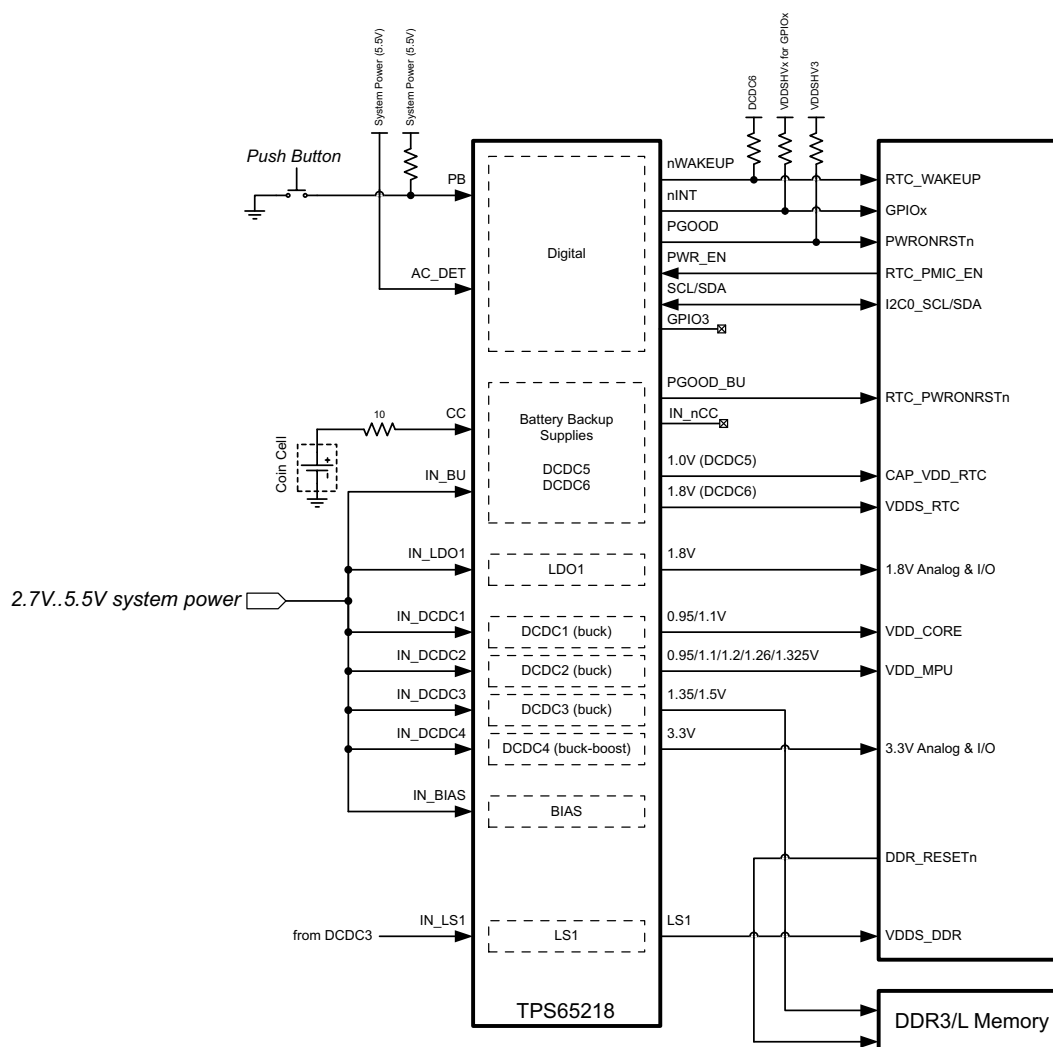 System Power (5.5V)
System Power (5.5V)
DCDC6
VDDSHVx for GPIOx
VDDSHV3
Push Button
PB
AC_DET
Digital
nWAKEUP
RTC_WAKEUP
nINT
GPIOx
PGOOD
PWRONRSTn
PWR_EN
RTC_PMIC_EN
SCL/SDA
I2C0_SCL/SDA
GPIO3
PGOOD_BU
RTC_PWRONRSTn
10
CC
Battery Backup
Supplies
DCDC5
DCDC6
IN_nCC
Coin Cell
+
IN_BU
1.0V (DCDC5)
CAP_VDD_RTC
1.8V (DCDC6)
VDDS_RTC
IN_LDO1
LDO1
1.8V
1.8V Analog & I/O
2.7V..5.5V system power
IN_DCDC1
DCDC1 (buck)
0.95/1.1V
VDD_CORE
IN_DCDC2
DCDC2 (buck)
0.95/1.1/1.2/1.26/1.325V
VDD_MPU
IN_DCDC3
DCDC3 (buck)
1.35/1.5V
IN_DCDC4
DCDC4 (buck-boost)
3.3V
3.3V Analog & I/O
IN_BIAS
BIAS
DDR_RESETn
from DCDC3
IN_LS1
LS1
LS1
VDDS_DDR
TPS65218
DDR3/L Memory